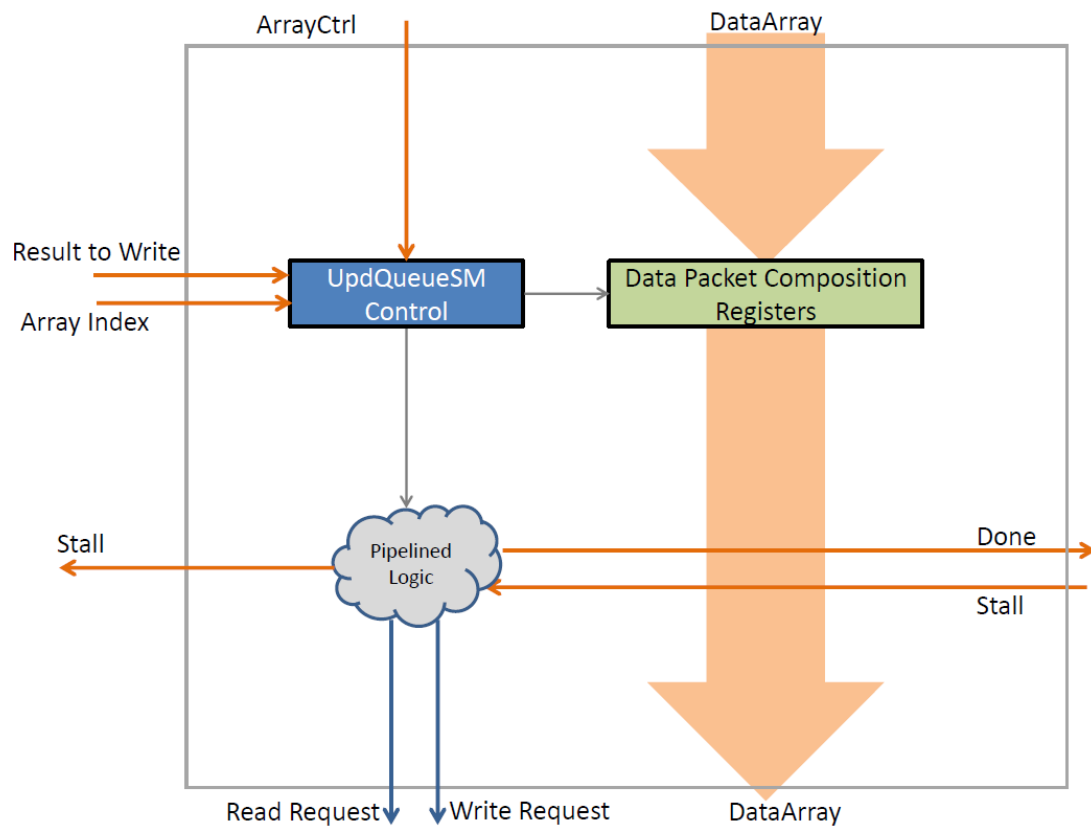 ArrayCtrl
DataArray
Result to Write
Array Index
UpdQueueSM
Control
Data Packet Composition
Registers
Stall
Pipelined
Logic
Done
Stall
Read Request
Write Request
DataArray